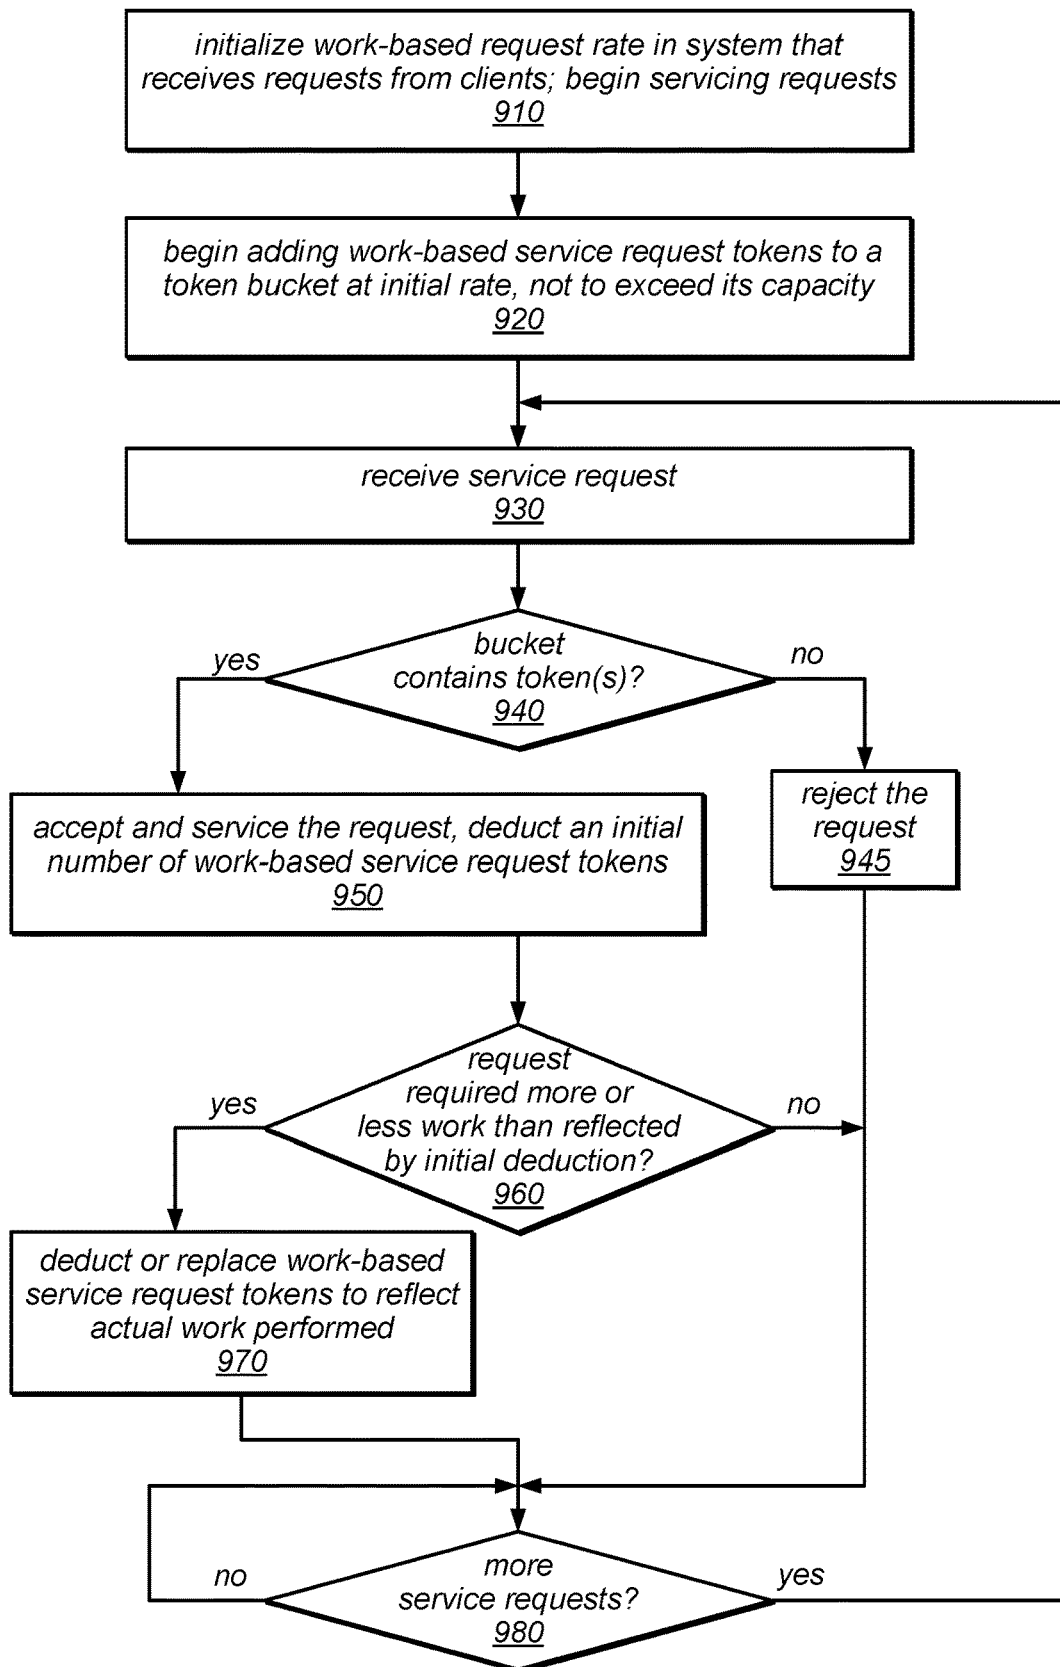 initialize work-based request rate in system that
receives requests from clients; begin servicing requests
910
begin adding work-based service request tokens to a
token bucket at initial rate, not to exceed its capacity
920
receive service request
930
bucket
contains token(s)?
940
yes
no
accept and service the request, deduct an initial
number of work-based service request tokens
950
reject the
request
945
request
required more or
less work than reflected
by initial deduction?
960
yes
no
deduct or replace work-based
service request tokens to reflect
actual work performed
970
more
service requests?
980
no
yes